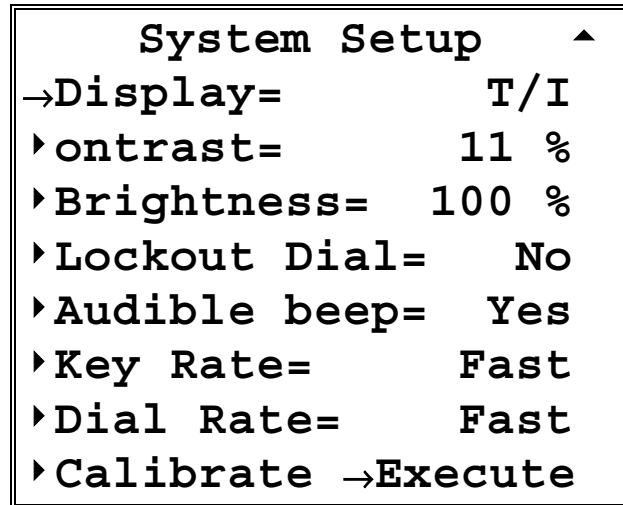 System Setup ▲
→Display= T/I
‣ontrast= 11 %
‣Brightness= 100 %
‣Lockout Dial= No
‣Audible beep= Yes
‣Key Rate= Fast
‣Dial Rate= Fast
‣Calibrate →Execute